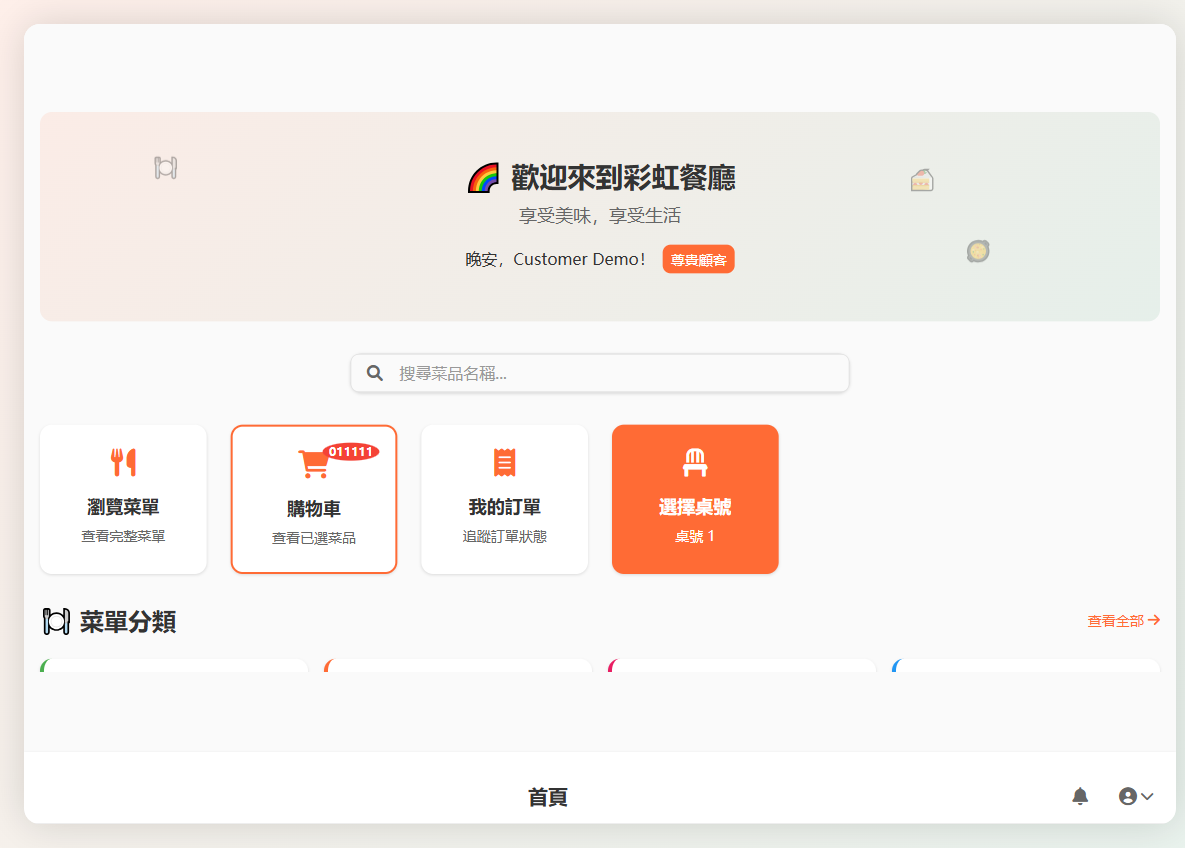 歡迎來到彩虹餐廳
享受美味，享受生活
晚安，Customer Demo！ 尊貴顧客
搜尋菜品名稱...
瀏覽菜單
查看完整菜單
011111
購物車
查看已選菜品
我的訂單
追蹤訂單狀態
選擇桌號
桌號 1
菜單分類
查看全部
首頁